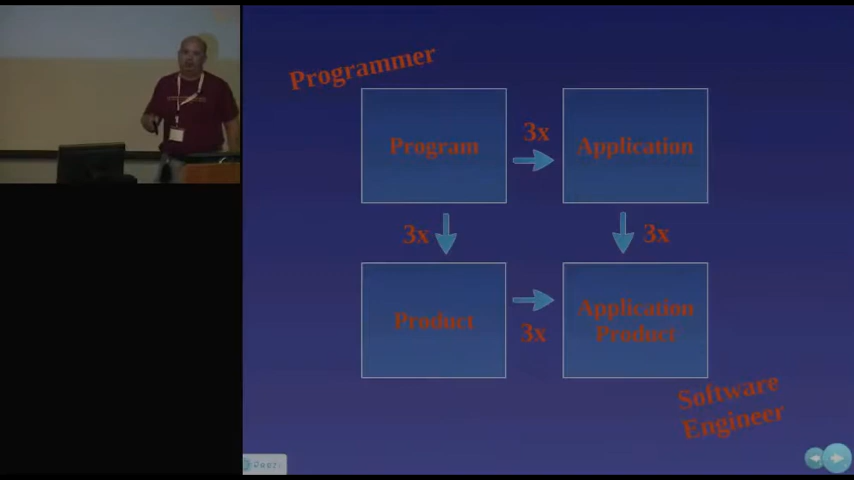 Programmer
Program
3x
Application
3x
3x
Product
3x
Application
Product
Software
Engineer